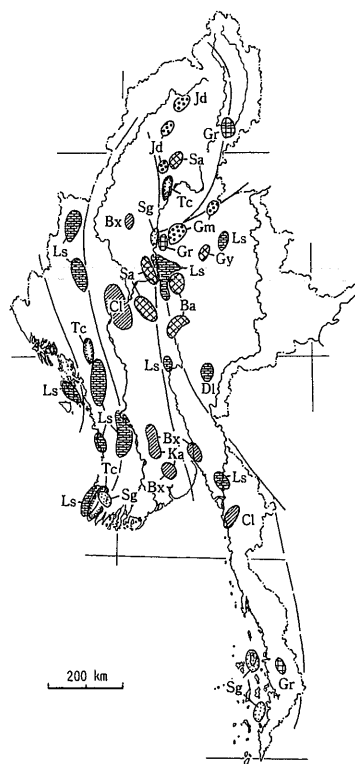 Jd
Gr
Jd
Sa
Tc
Bx
Sg
Gm
Ls
Ls
Gr
Gy
Sa
Ls
Cl
Ba
Tc
Ls
Dl
Ls
Ls
Bx
Ka
Ls
Tc
Bx
Ls
Sg
Cl
200 km
Sg
Gr